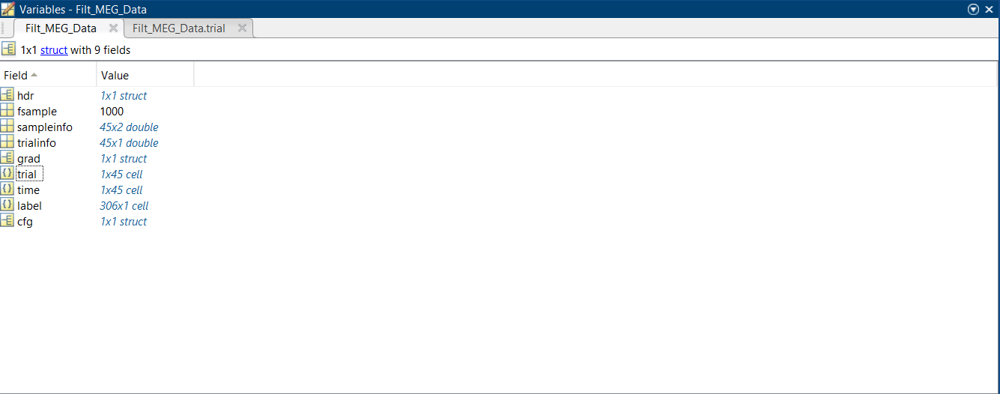 Variables - Filt_MEG_Data
Filt_MEG_Data Filt_MEG_Data.trial
1x1 struct with 9 fields
Field Value
hdr 1x1 struct
fsample 1000
sampleinfo 45x2 double
trialinfo 45x1 double
grad 1x1 struct
trial 1x45 cell
time 1x45 cell
label 306x1 cell
cfg 1x1 struct